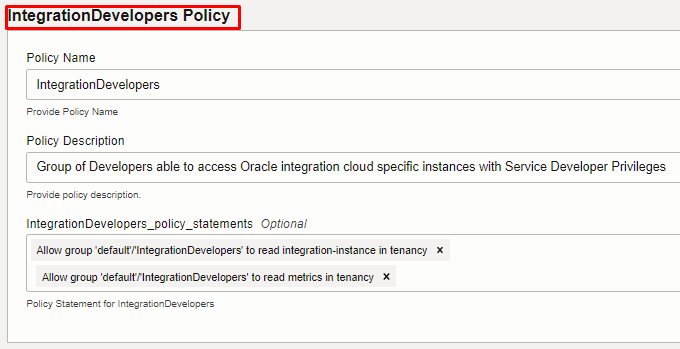 IntegrationDevelopers Policy
Policy Name
IntegrationDevelopers
Provide Policy Name
Policy Description
Group of Developers able to access Oracle integration cloud specific instances with Service Developer Privileges
Provide policy description.
IntegrationDevelopers_policy_statements Optional
Allow group 'default'/'IntegrationDevelopers' to read integration-instance in tenancy ×
Allow group 'default'/'IntegrationDevelopers' to read metrics in tenancy ×
Policy Statement for IntegrationDevelopers